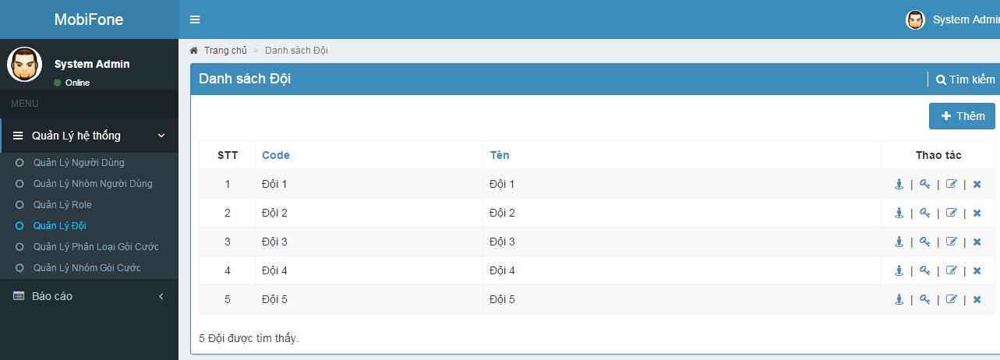 MobiFone
System Admin
System Admin
Online
MENU
Quản Lý hệ thống
Quản Lý Người Dùng
Quản Lý Nhóm Người Dùng
Quản Lý Role
Quản Lý Đội
Quản Lý Phân Loại Gói Cước
Quản Lý Nhóm Gói Cước
Báo cáo
Trang chủ > Danh sách Đội
Danh sách Đội
Tìm kiếm
Thêm
STT Code Tên Thao tác
1 Đội 1 Đội 1 | | |
2 Đội 2 Đội 2 | | |
3 Đội 3 Đội 3 | | |
4 Đội 4 Đội 4 | | |
5 Đội 5 Đội 5 | | |
5 Đội được tìm thấy.